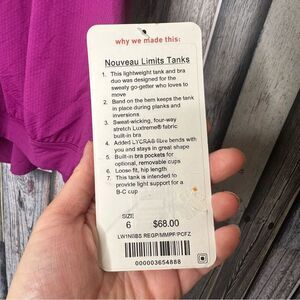 why we made this:
Nouveau Limits Tanks
1. This lightweight tank and bra
duo was designed for the
sweaty go-getter who loves to
move
2. Band on the hem keeps the tank
in place during planks and
inversions
3. Sweat-wicking, four-way
stretch Luxtreme® fabric
built-in bra
4. Added LYCRA® fibre bends with
you and stays in great shape
5. Built-in bra pockets for
optional, removable cups
6. Loose fit, hip length
7. This tank is intended to
provide light support for a
B-C cup
SIZE
6 $68.00
REGP/MMPF/PCFZ
000003654888